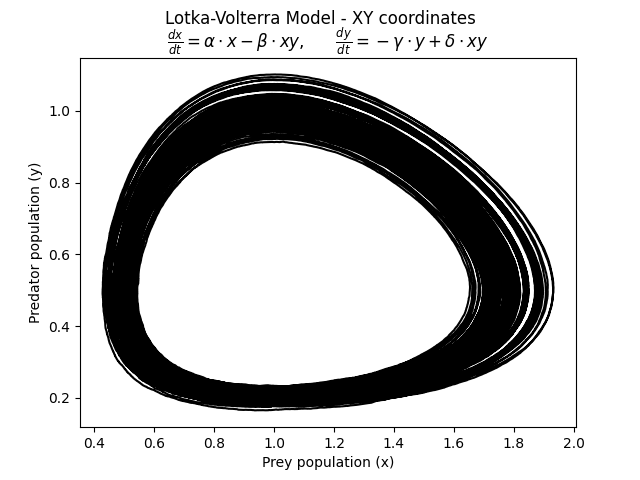 Lotka-Volterra Model - XY coordinates
dx/dt = α · x − β · xy,    dy/dt = −γ · y + δ · xy
Predator population (y)
1.0
0.8
0.6
0.4
0.2
0.4 0.6 0.8 1.0 1.2 1.4 1.6 1.8 2.0
Prey population (x)